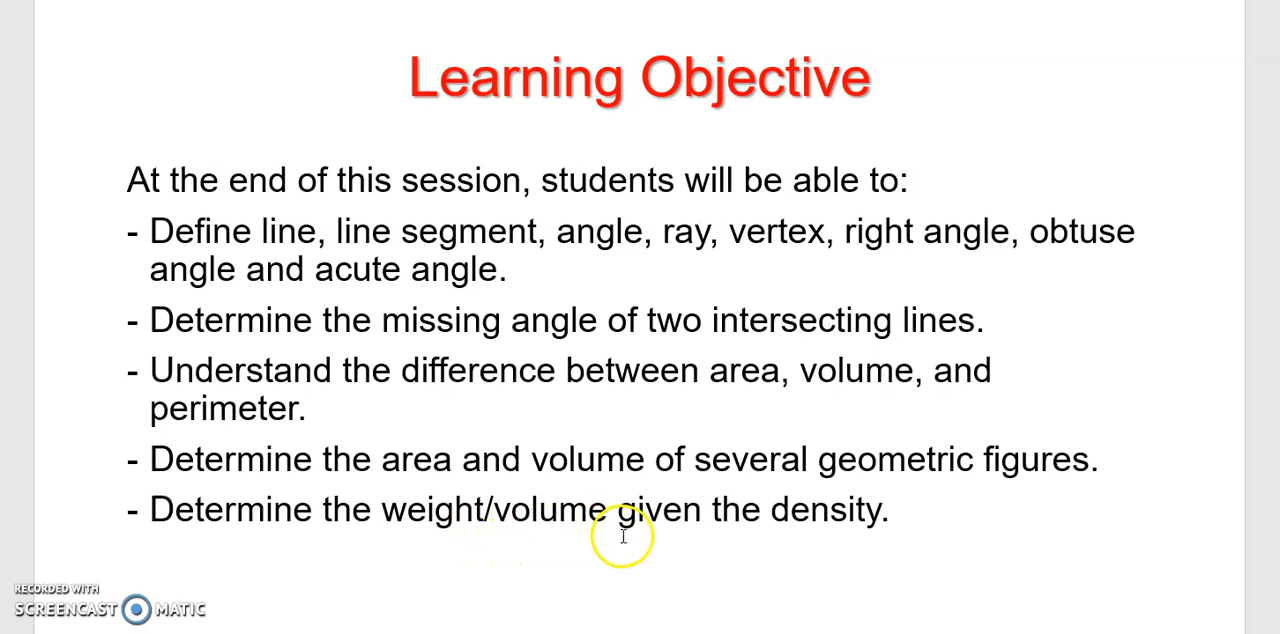 Learning Objective
At the end of this session, students will be able to:
- Define line, line segment, angle, ray, vertex, right angle, obtuse
angle and acute angle.
- Determine the missing angle of two intersecting lines.
- Understand the difference between area, volume, and
perimeter.
- Determine the area and volume of several geometric figures.
- Determine the weight/volume given the density.
RECORDED WITH
SCREENCAST MATIC